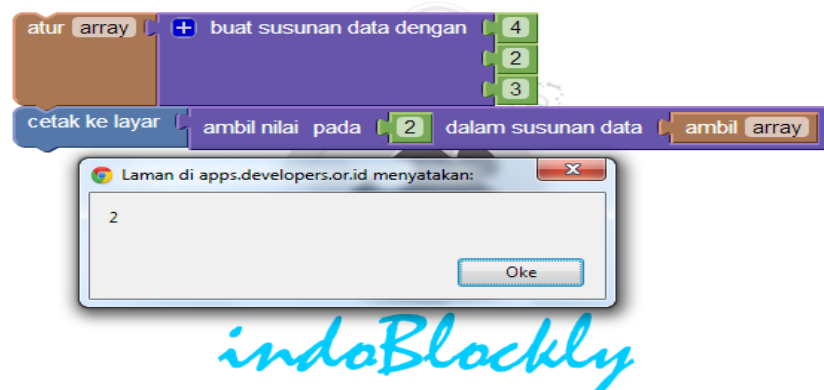 atur array + buat susunan data dengan 4
2
3
cetak ke layar ambil nilai pada 2 dalam susunan data ambil array
Laman di apps.developers.or.id menyatakan: x
2
Oke
indoBlockly